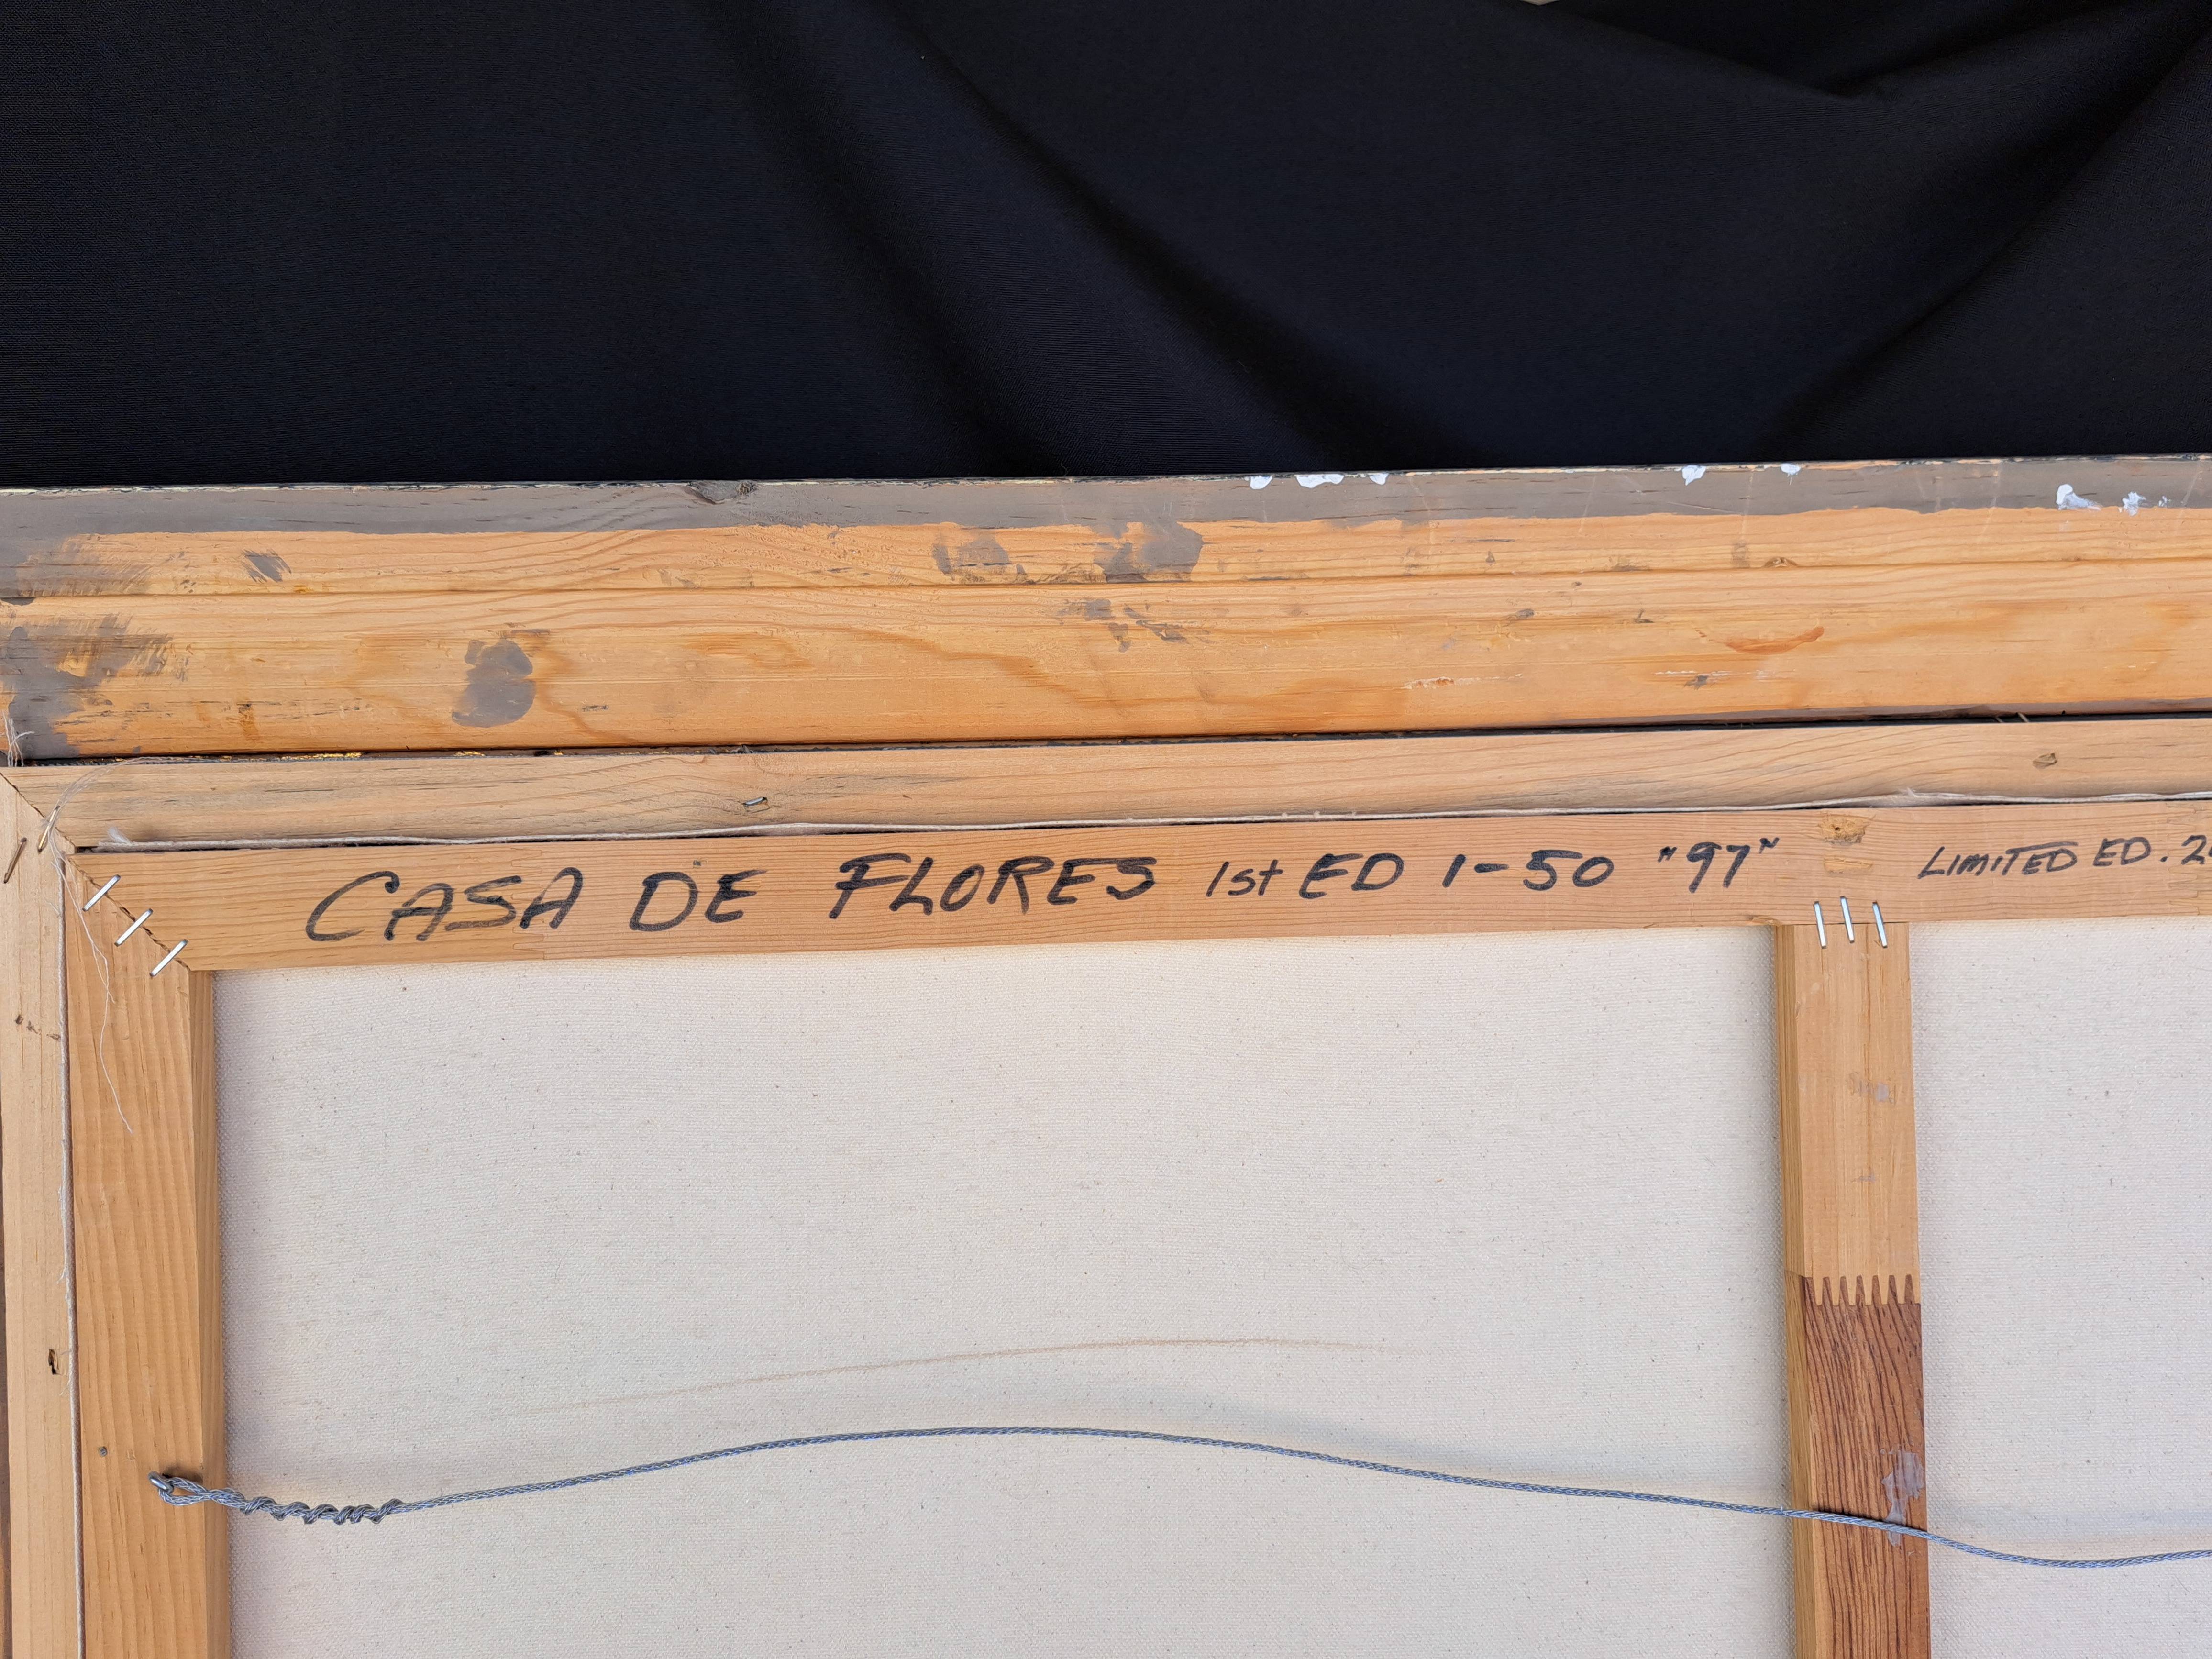 CASA DE FLORES 1st ED 1-50 "97" LIMITED ED.